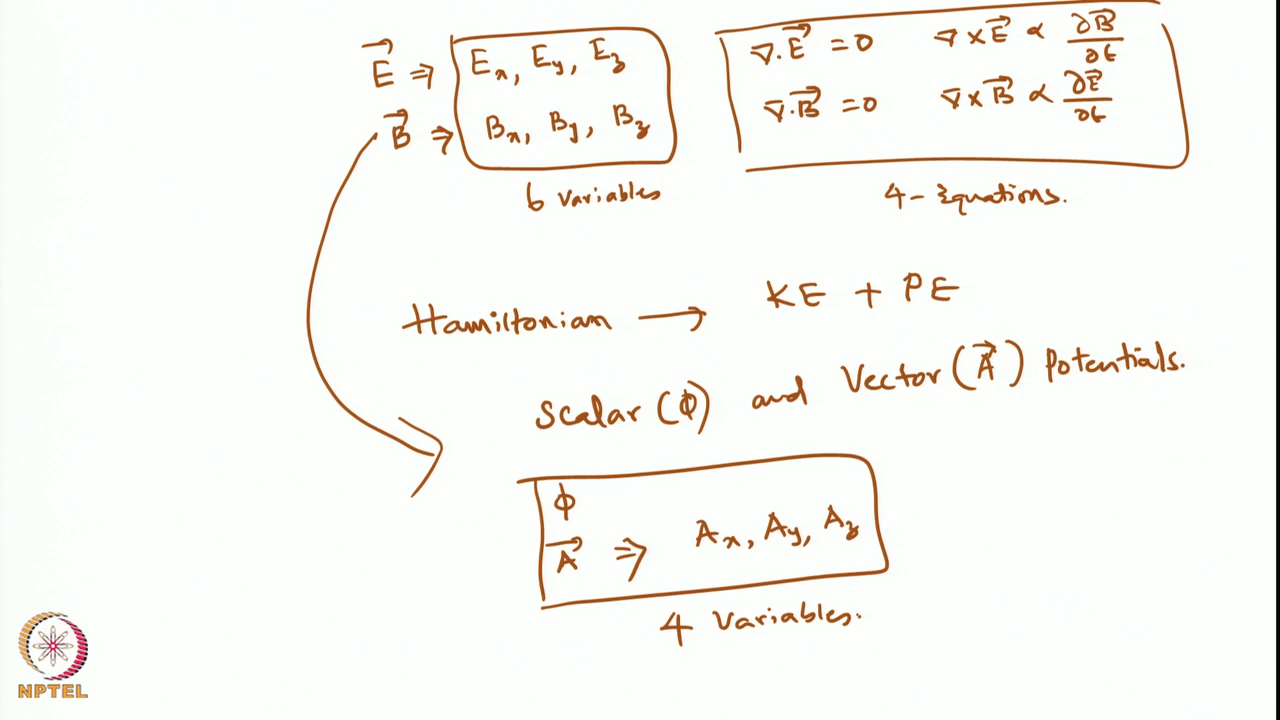 E⃗ ⇒ Eₓ, E_y, E_z
B⃗ ⇒ Bₓ, B_y, B_z
6 variables
∇.E⃗ = 0 ∇×E⃗ ∝ ∂B⃗/∂t
∇.B⃗ = 0 ∇×B⃗ ∝ ∂E⃗/∂t
4- Equations.
Hamiltonian → KE + PE
Scalar (ϕ) and Vector (A⃗) potentials.
ϕ
A⃗ ⇒ Aₓ, A_y, A_z
4 variables.
NPTEL